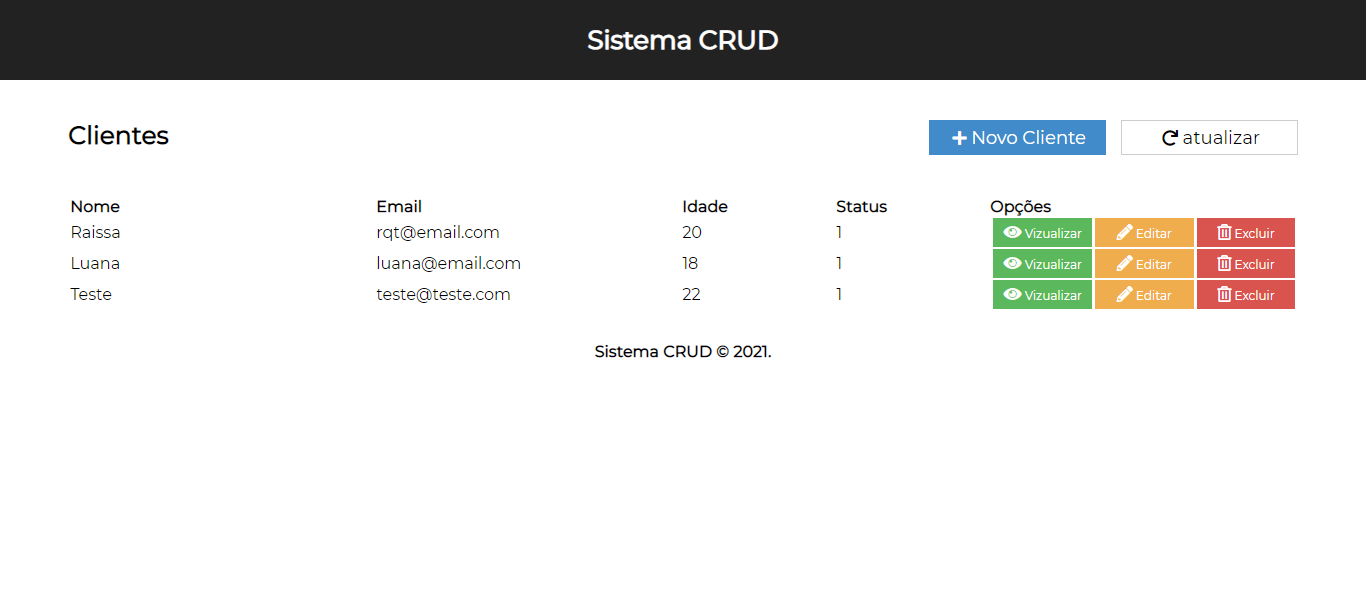 Sistema CRUD
Clientes
Novo Cliente
atualizar
Nome Email Idade Status Opções
Raissa rqt@email.com 20 1 Vizualizar Editar Excluir
Luana luana@email.com 18 1 Vizualizar Editar Excluir
Teste teste@teste.com 22 1 Vizualizar Editar Excluir
Sistema CRUD © 2021.